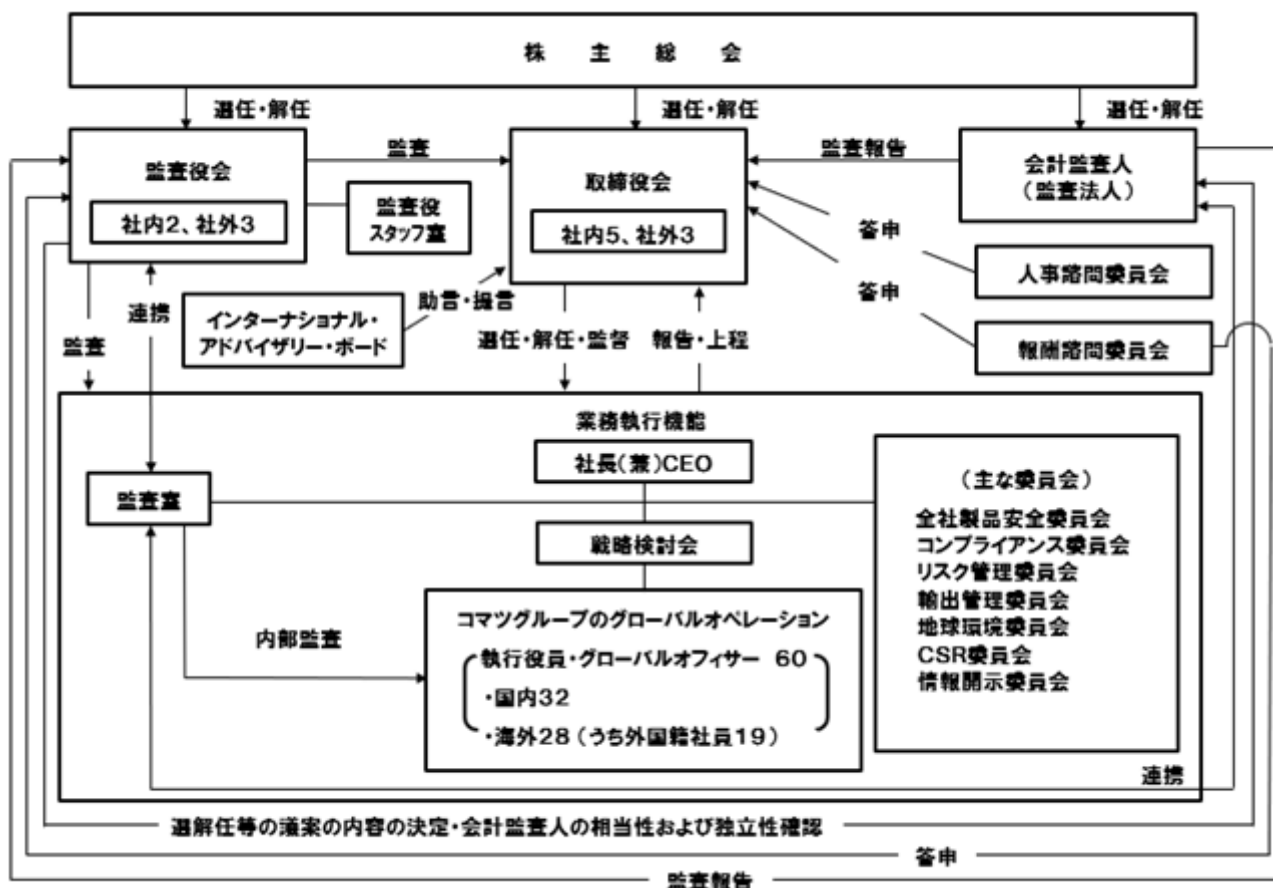 株主総会
選任・解任
選任・解任
選任・解任
監査役会
社内2、社外3
監査
監査役
スタッフ室
取締役会
社内5、社外3
監査報告
会計監査人
（監査法人）
答申
人事諮問委員会
答申
報酬諮問委員会
助言・提言
インターナショナル・
アドバイザリー・ボード
連携
監査
選任・解任・監督
報告・上程
業務執行機能
社長（兼）CEO
監査室
戦略検討会
（主な委員会）
全社製品安全委員会
コンプライアンス委員会
リスク管理委員会
輸出管理委員会
地球環境委員会
CSR委員会
情報開示委員会
内部監査
コマツグループのグローバルオペレーション
執行役員・グローバルオフィサー 60
・国内32
・海外28（うち外国籍社員19）
連携
選解任等の議案の内容の決定・会計監査人の相当性および独立性確認
答申
監査報告